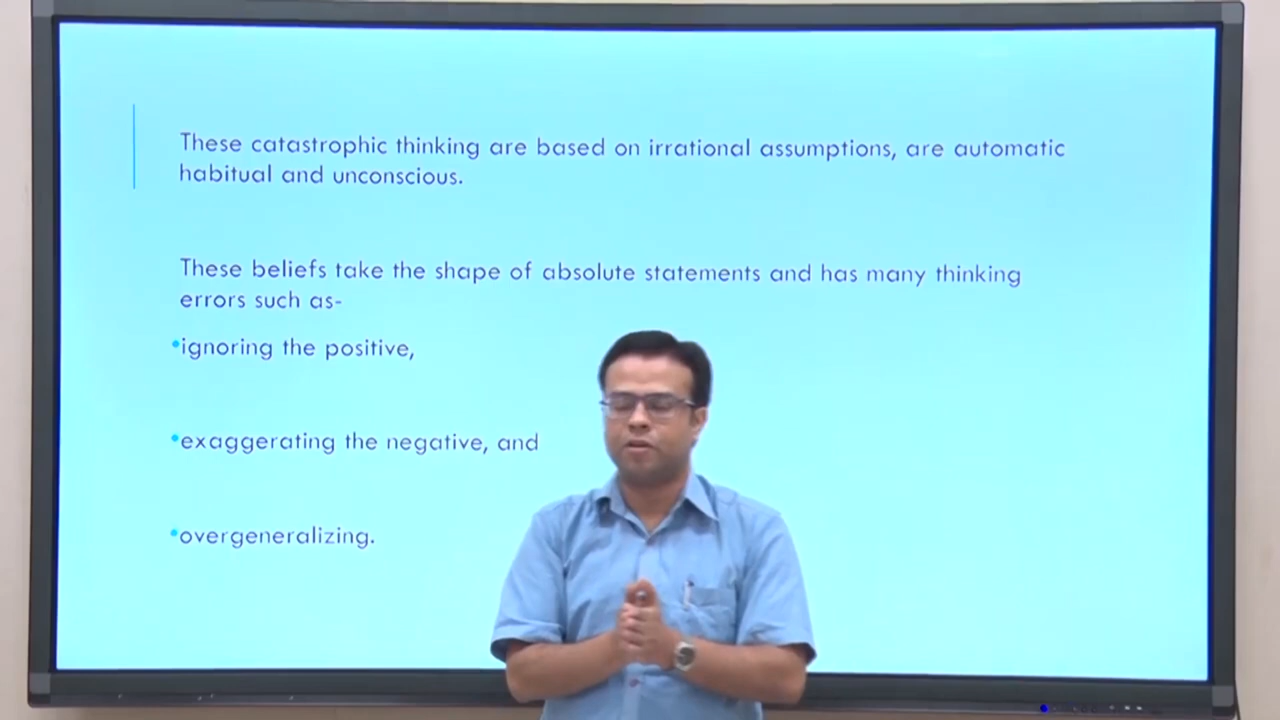 These catastrophic thinking are based on irrational assumptions, are automatic
habitual and unconscious.
These beliefs take the shape of absolute statements and has many thinking
errors such as-
•ignoring the positive,
•exaggerating the negative, and
•overgeneralizing.